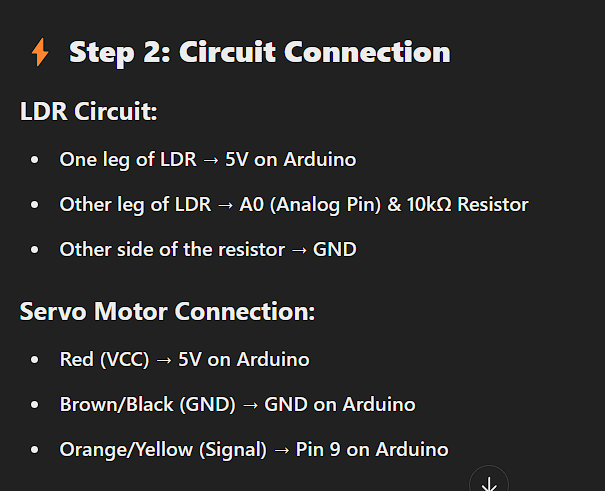 ⚡ Step 2: Circuit Connection
LDR Circuit:
• One leg of LDR → 5V on Arduino
• Other leg of LDR → A0 (Analog Pin) & 10kΩ Resistor
• Other side of the resistor → GND
Servo Motor Connection:
• Red (VCC) → 5V on Arduino
• Brown/Black (GND) → GND on Arduino
• Orange/Yellow (Signal) → Pin 9 on Arduino